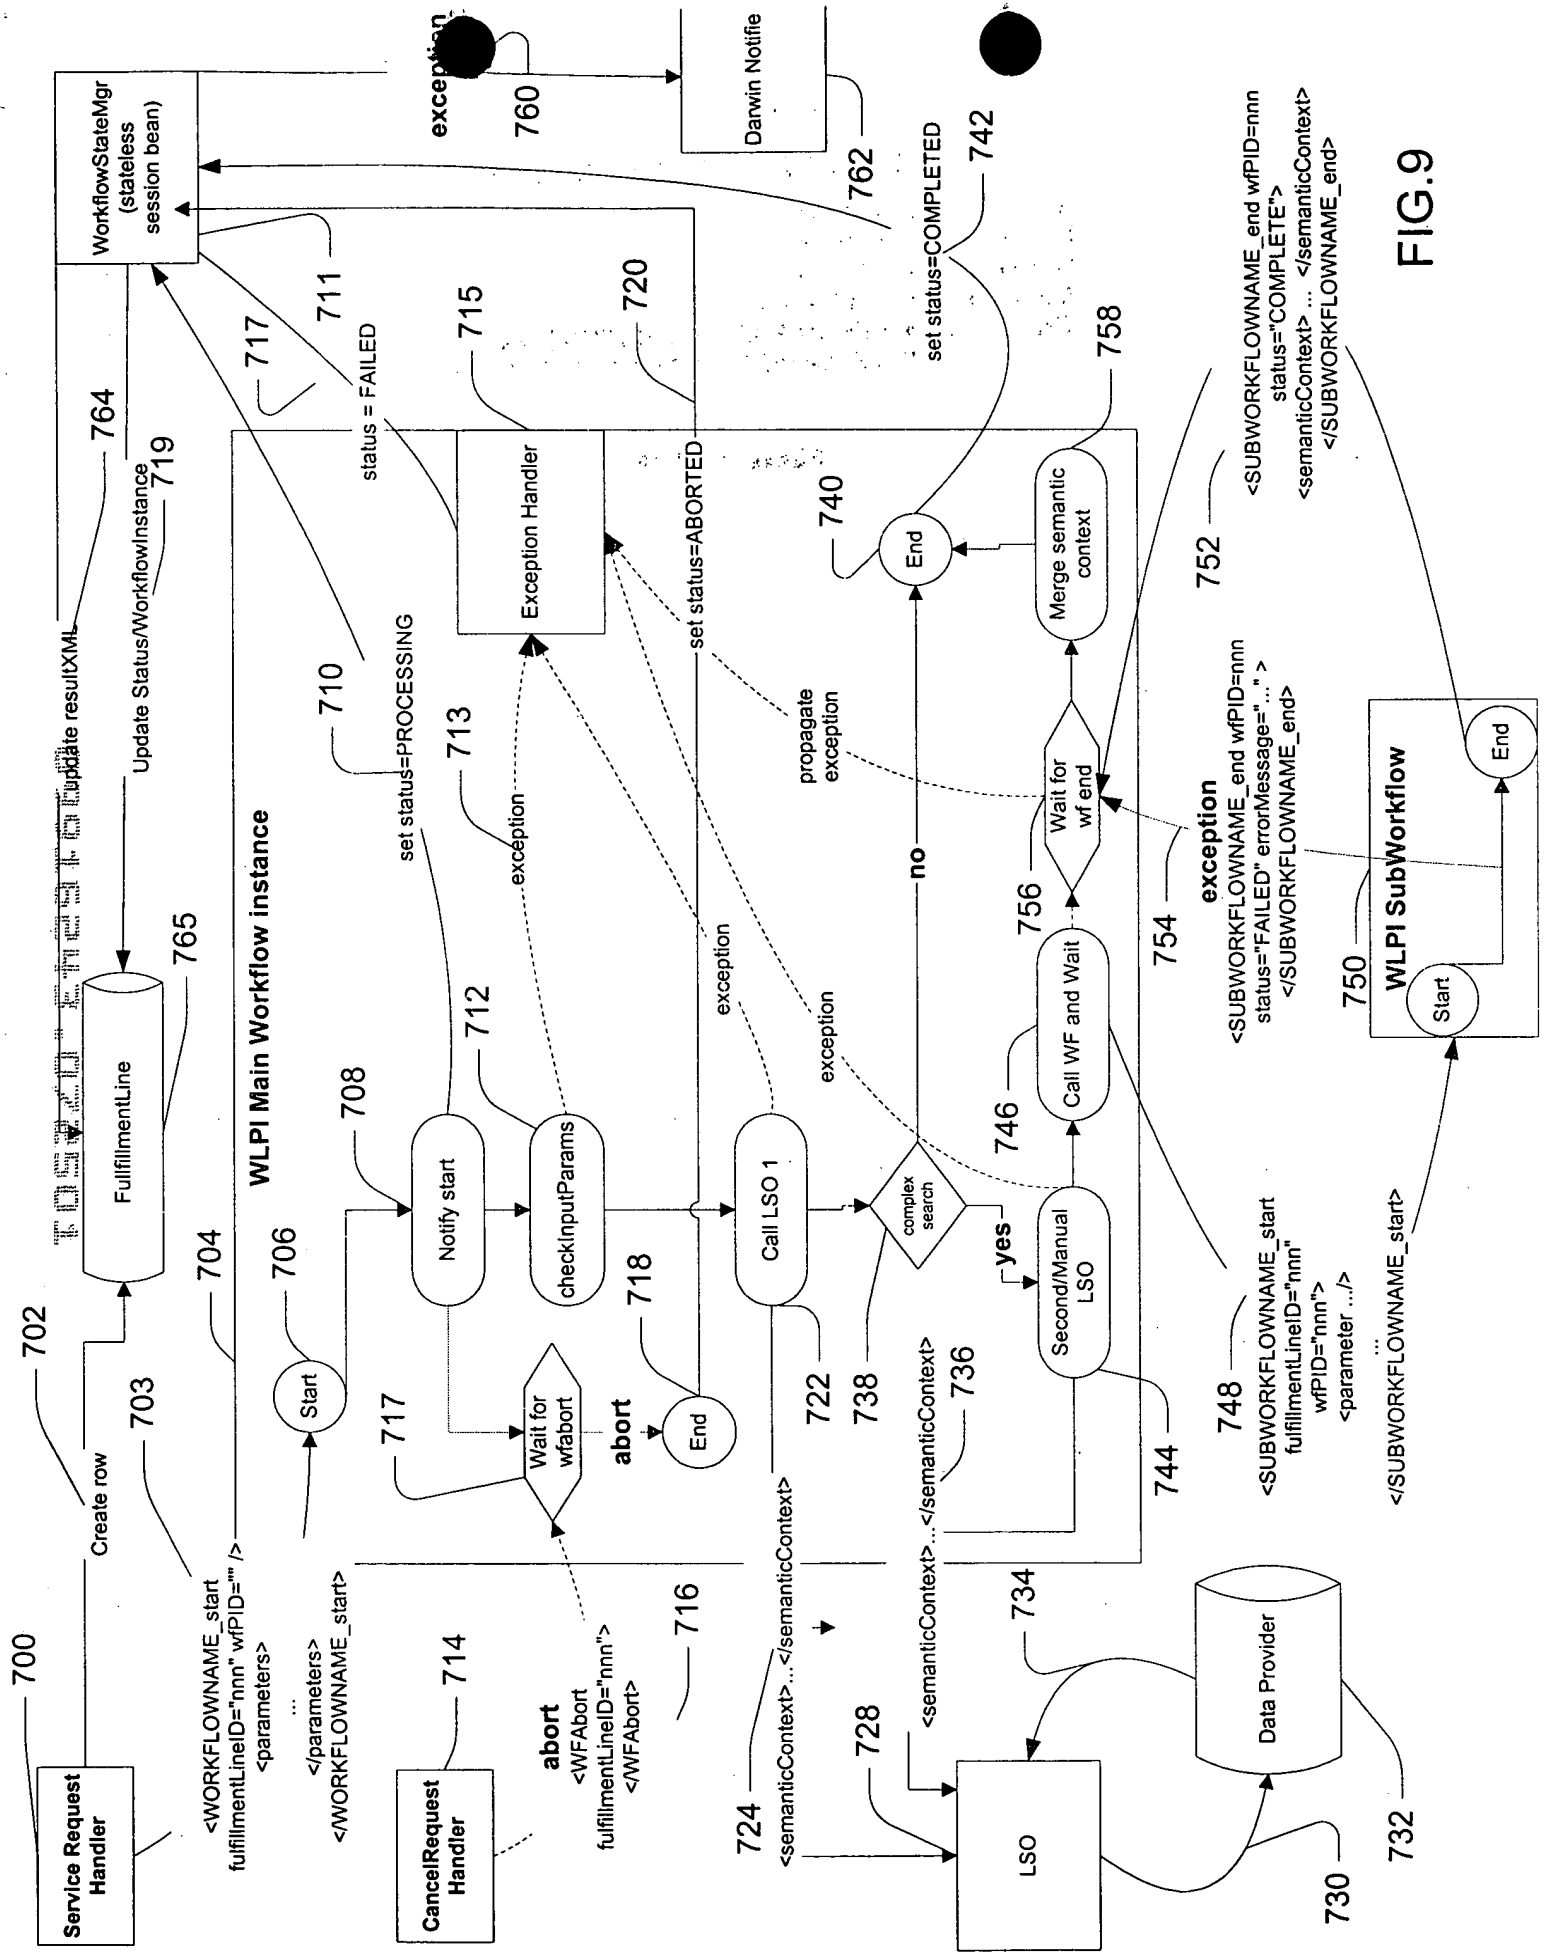 700
Service Request
Handler
702
Create row
703
<WORKFLOWNAME_start
fulfillmentLineID="nnn" wfPID="" />
<parameters>
...
</parameters>
</WORKFLOWNAME_start>
FullfillmentLine
765
update resultXML
764
Update Status/WorkflowInstance
719
WorkflowStateMgr
(stateless
session bean)
exception
760
Darwin Notifie
762
711
717
status = FAILED
704
WLPI Main Workflow instance
706
Start
708
Notify start
710
set status=PROCESSING
712
checkInputParams
713
exception
715
Exception Handler
714
CancelRequest
Handler
abort
<WFAbort
fulfillmentLineID="nnn">
</WFAbort>
716
717
Wait for
wfabort
abort
718
End
set status=ABORTED
720
722
Call LSO 1
exception
exception
724
<semanticContext>...</semanticContext>
728
LSO
730
732
Data Provider
734
<semanticContext>...</semanticContext>
736
738
complex
search
no
yes
740
End
set status=COMPLETED
742
744
Second/Manual
LSO
746
Call WF and Wait
756
Wait for
wf end
propagate
exception
Merge semantic
context
758
748
<SUBWORKFLOWNAME_start
fulfillmentLineID="nnn"
wfPID="nnn">
<parameter .../>
...
</SUBWORKFLOWNAME_start>
750
WLPI SubWorkflow
Start
End
754
exception
<SUBWORKFLOWNAME_end wfPID=nnn
status="FAILED" errorMessage="..." >
</SUBWORKFLOWNAME_end>
752
<SUBWORKFLOWNAME_end wfPID=nnn
status="COMPLETE">
<semanticContext> ... </semanticContext>
</SUBWORKFLOWNAME_end>
FIG.9